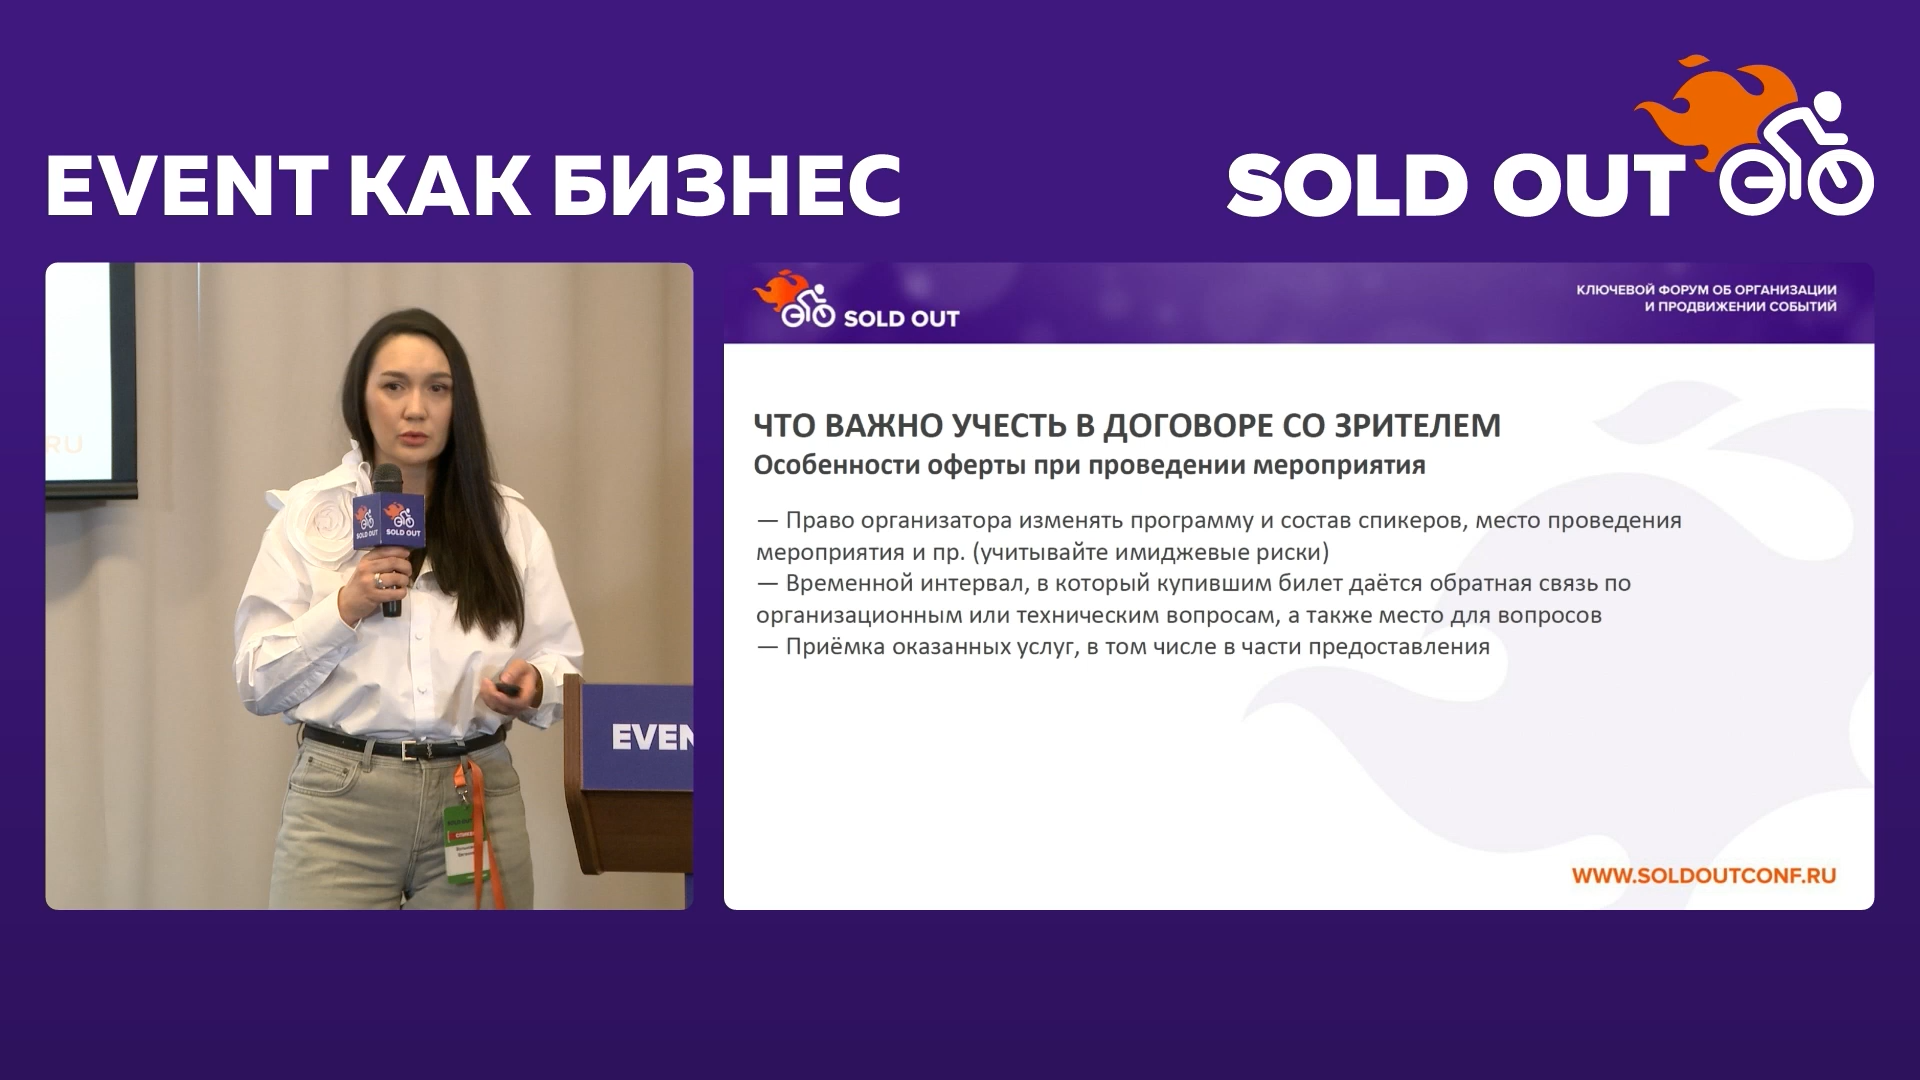 EVENT КАК БИЗНЕС
SOLD OUT
RU
SOLD OUT
SOLD OUT
EVEN
SOLD OUT
КЛЮЧЕВОЙ ФОРУМ ОБ ОРГАНИЗАЦИИ
И ПРОДВИЖЕНИИ СОБЫТИЙ
ЧТО ВАЖНО УЧЕСТЬ В ДОГОВОРЕ СО ЗРИТЕЛЕМ
Особенности оферты при проведении мероприятия
— Право организатора изменять программу и состав спикеров, место проведения
мероприятия и пр. (учитывайте имиджевые риски)
— Временной интервал, в который купившим билет даётся обратная связь по
организационным или техническим вопросам, а также место для вопросов
— Приёмка оказанных услуг, в том числе в части предоставления
WWW.SOLDOUTCONF.RU